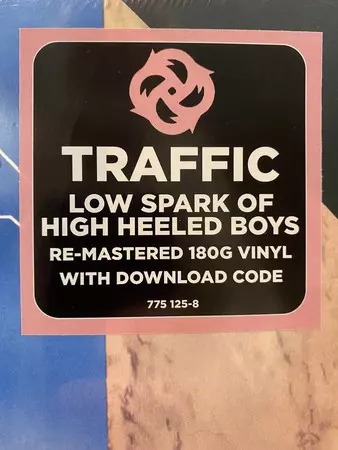 TRAFFIC
LOW SPARK OF
HIGH HEELED BOYS
RE-MASTERED 180G VINYL
WITH DOWNLOAD CODE
775 125-8